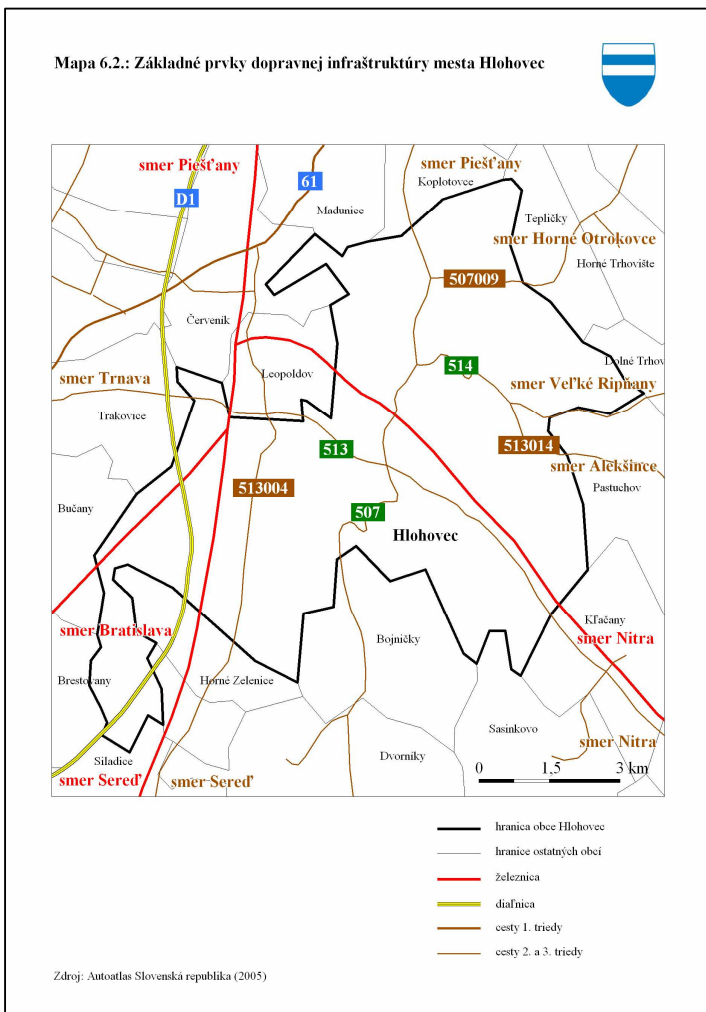 Mapa 6.2.: Základné prvky dopravnej infraštruktúry mesta Hlohovec
smer Piešťany
smer Piešťany
61
Koplotovce
D1
Madunice
Tepličky
smer Horné Otrokovce
Horné Trhovište
507009
Červeník
Dolné Trhov
514
Leopoldov
smer Trnava
smer Veľké Ripňany
Trakovice
513014
513
smer Alekšince
Pastuchov
513004
Bučany
507
Hlohovec
Kľačany
smer Bratislava
Bojničky
smer Nitra
Brestovany
Horné Zelenice
Sasinkovo
smer Nitra
Dvorníky
Siladice
smer Sereď
smer Sereď
0 1,5 3 km
hranica obce Hlohovec
hranice ostatných obcí
železnica
diaľnica
cesty 1. triedy
cesty 2. a 3. triedy
Zdroj: Autoatlas Slovenská republika (2005)